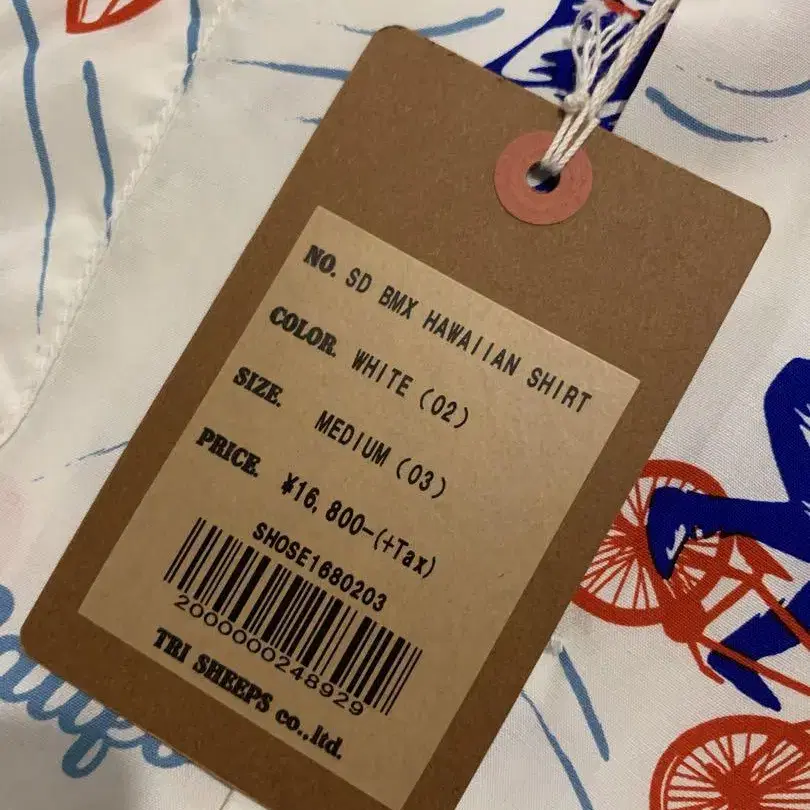 NO. SD BMX HAWAIIAN SHIRT
COLOR. WHITE (02)
SIZE. MEDIUM (03)
PRICE. ¥16,800-(+Tax)
SHOSE1680203
2000000248929
TRI SHEEPS co.,ltd.